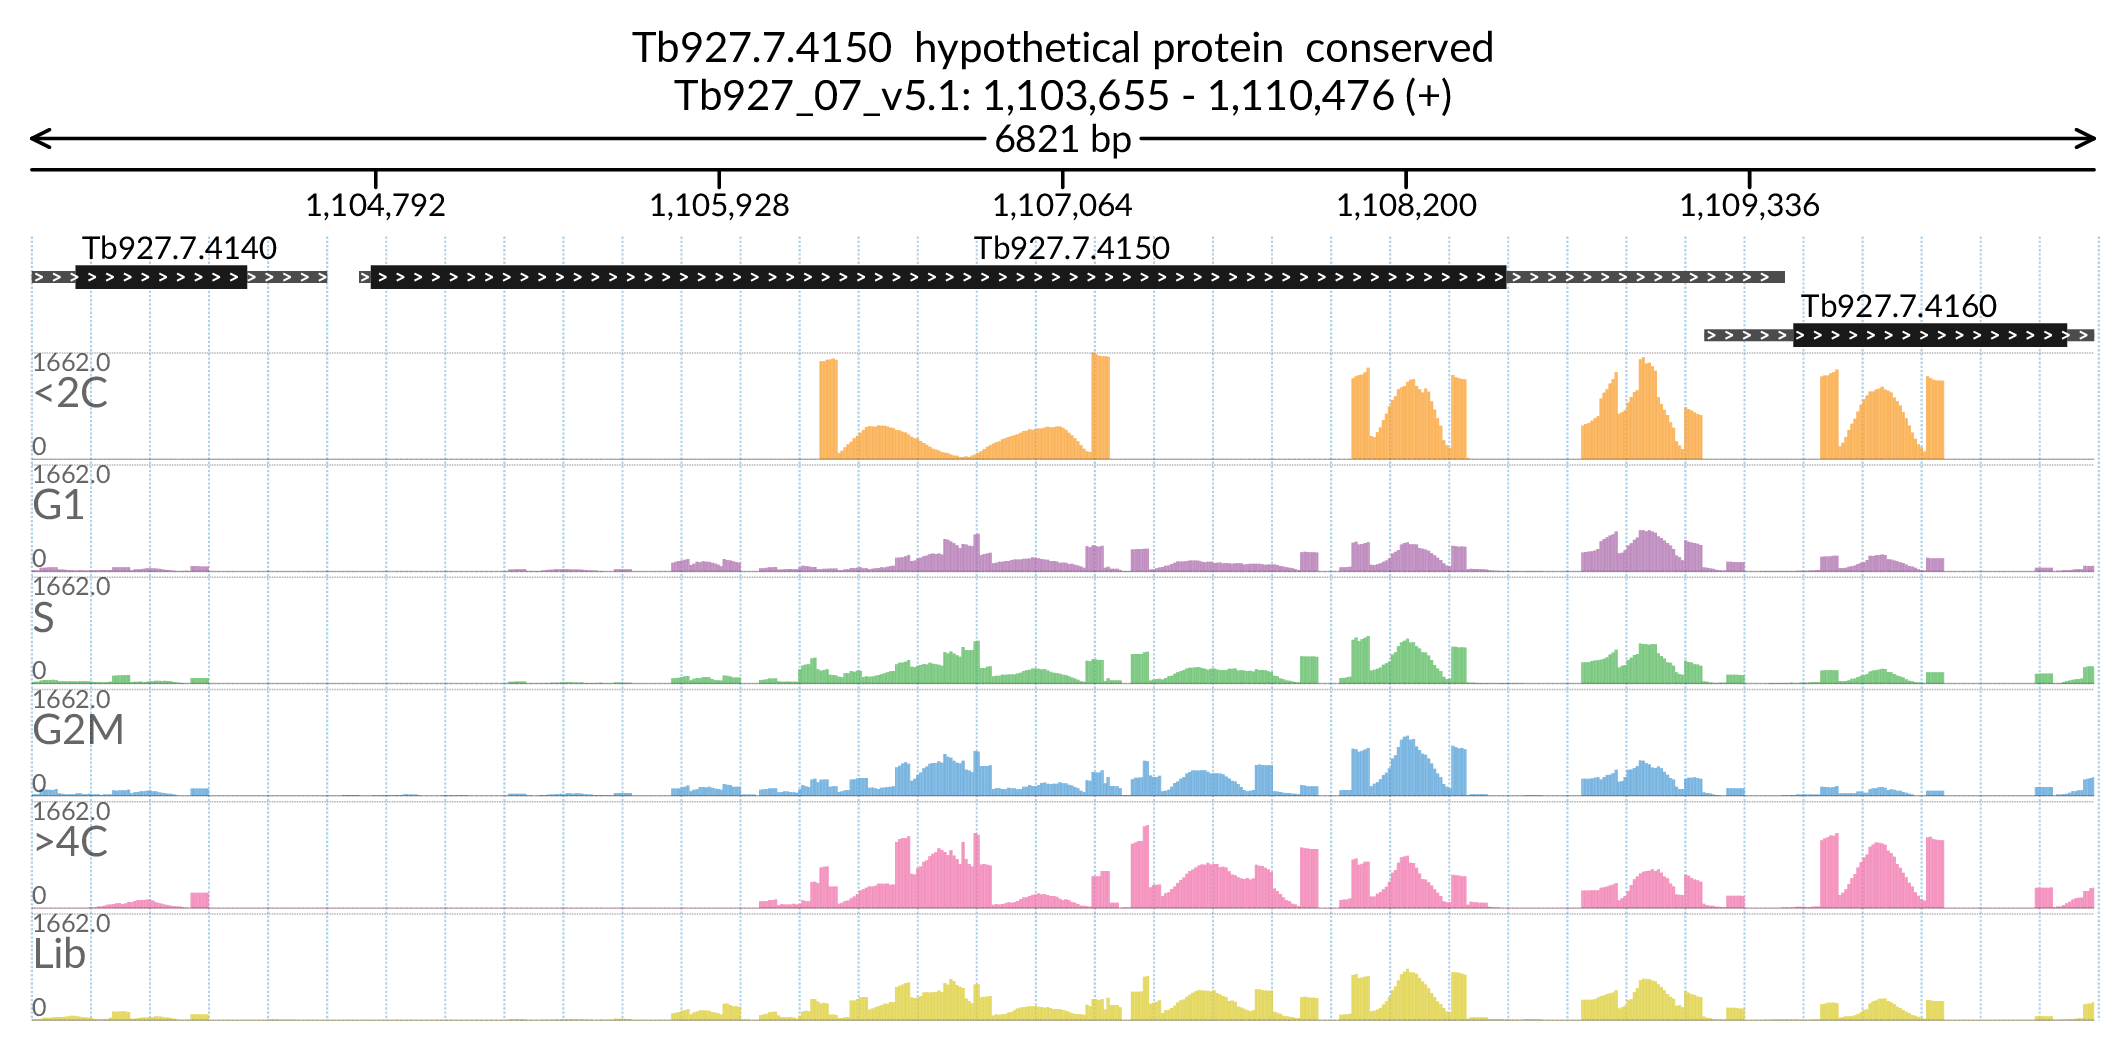 Tb927.7.4150  hypothetical protein  conserved
Tb927_07_v5.1: 1,103,655 - 1,110,476 (+)
6821 bp
1,104,792 1,105,928 1,107,064 1,108,200 1,109,336
Tb927.7.4140 Tb927.7.4150
Tb927.7.4160
1662.0
<2C
0
1662.0
G1
0
1662.0
S
0
1662.0
G2M
0
1662.0
>4C
0
1662.0
Lib
0